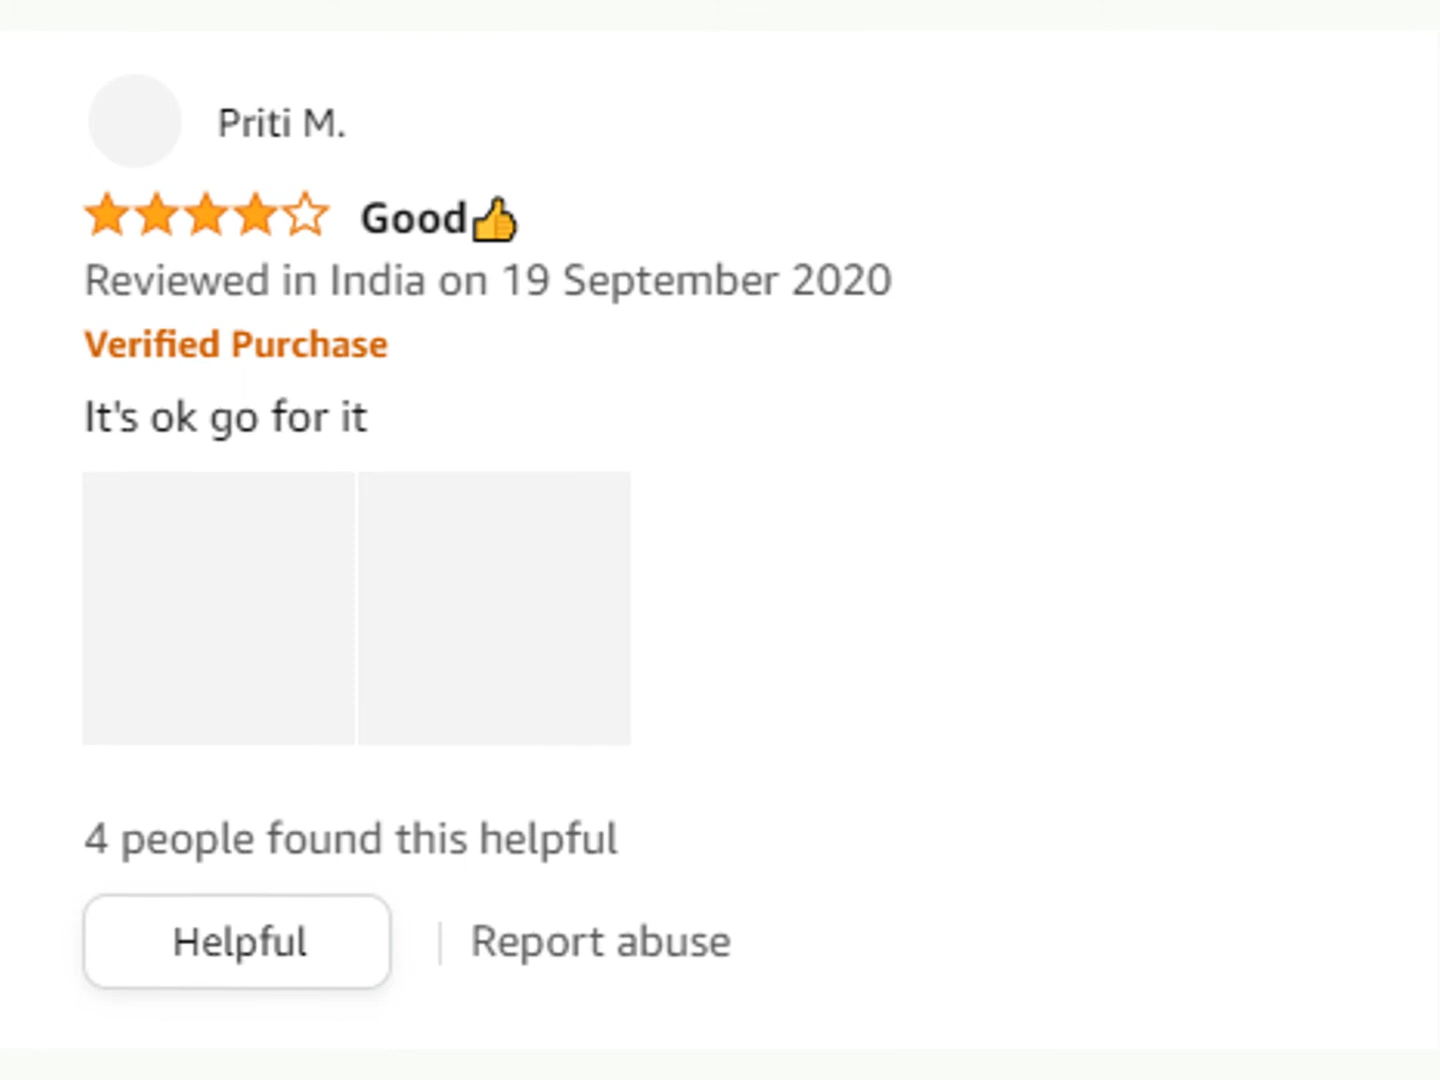 Priti M.
Good👍
Reviewed in India on 19 September 2020
Verified Purchase
It's ok go for it
4 people found this helpful
Helpful
Report abuse